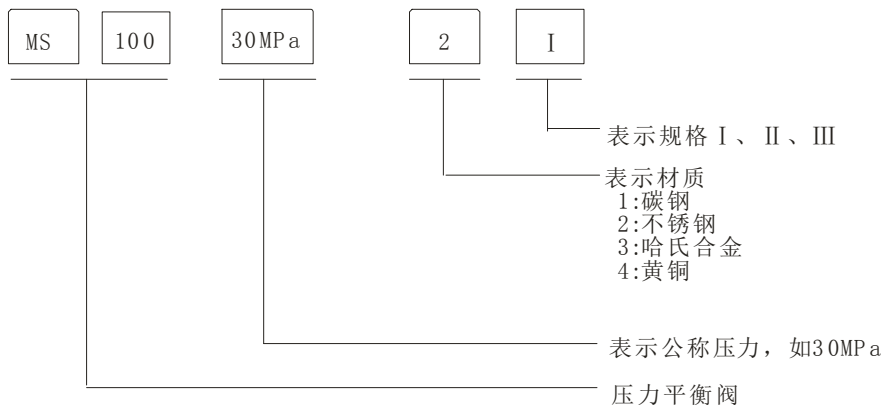 MS 100 30MPa 2 I
表示规格Ⅰ、Ⅱ、Ⅲ
表示材质
1:碳钢
2:不锈钢
3:哈氏合金
4:黄铜
表示公称压力，如30MPa
压力平衡阀